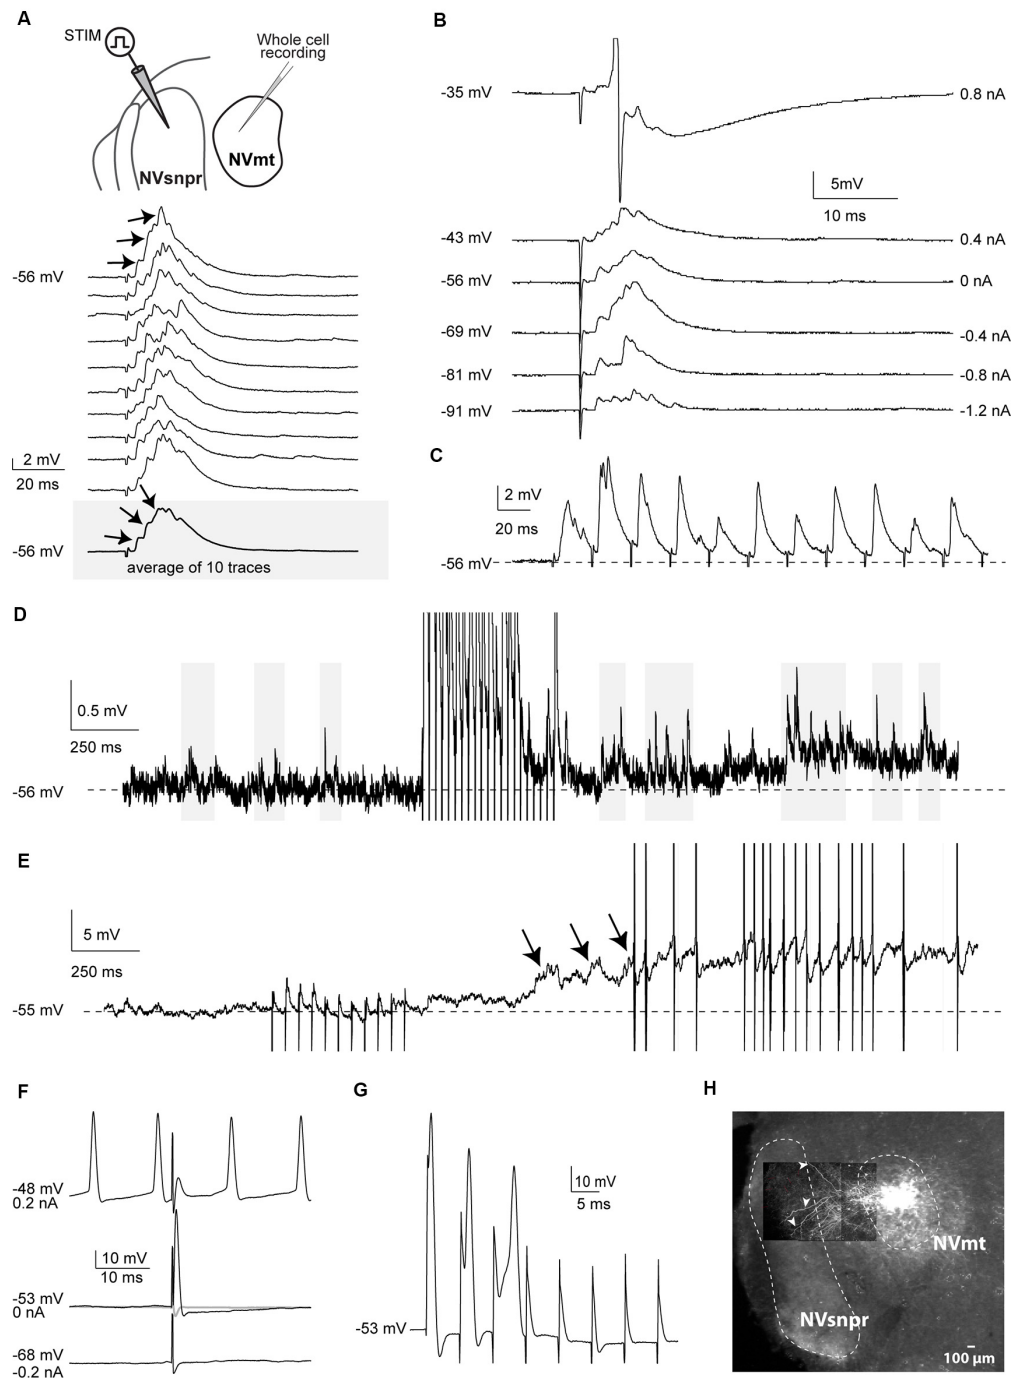 A
STIM
Whole cell
recording
NVsnpr
NVmt
-56 mV
2 mV
20 ms
-56 mV
average of 10 traces
B
-35 mV
0.8 nA
5mV
10 ms
-43 mV
0.4 nA
-56 mV
0 nA
-69 mV
-0.4 nA
-81 mV
-0.8 nA
-91 mV
-1.2 nA
C
2 mV
20 ms
-56 mV
D
0.5 mV
250 ms
-56 mV
E
5 mV
250 ms
-55 mV
F
-48 mV
0.2 nA
10 mV
10 ms
-53 mV
0 nA
-68 mV
-0.2 nA
G
10 mV
5 ms
-53 mV
H
NVmt
NVsnpr
100 µm